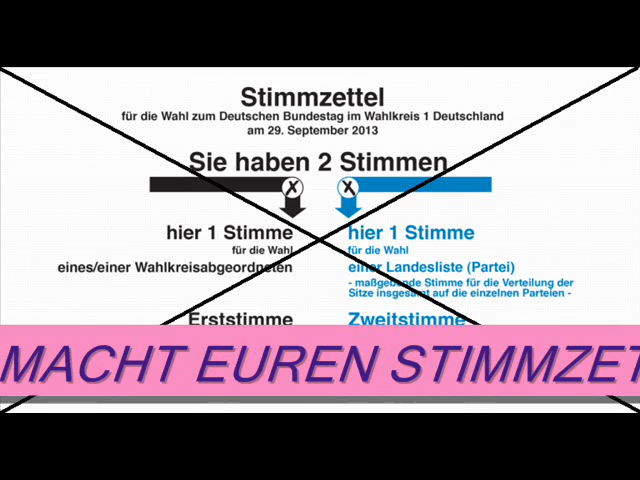 Stimmzettel
für die Wahl zum Deutschen Bundestag im Wahlkreis 1 Deutschland
am 29. September 2013
Sie haben 2 Stimmen
X X
hier 1 Stimme
für die Wahl
eines/einer Wahlkreisabgeordneten
Erststimme
hier 1 Stimme
für die Wahl
einer Landesliste (Partei)
- maßgebende Stimme für die Verteilung der
Sitze insgesamt auf die einzelnen Parteien -
Zweitstimme
MACHT EUREN STIMMZET